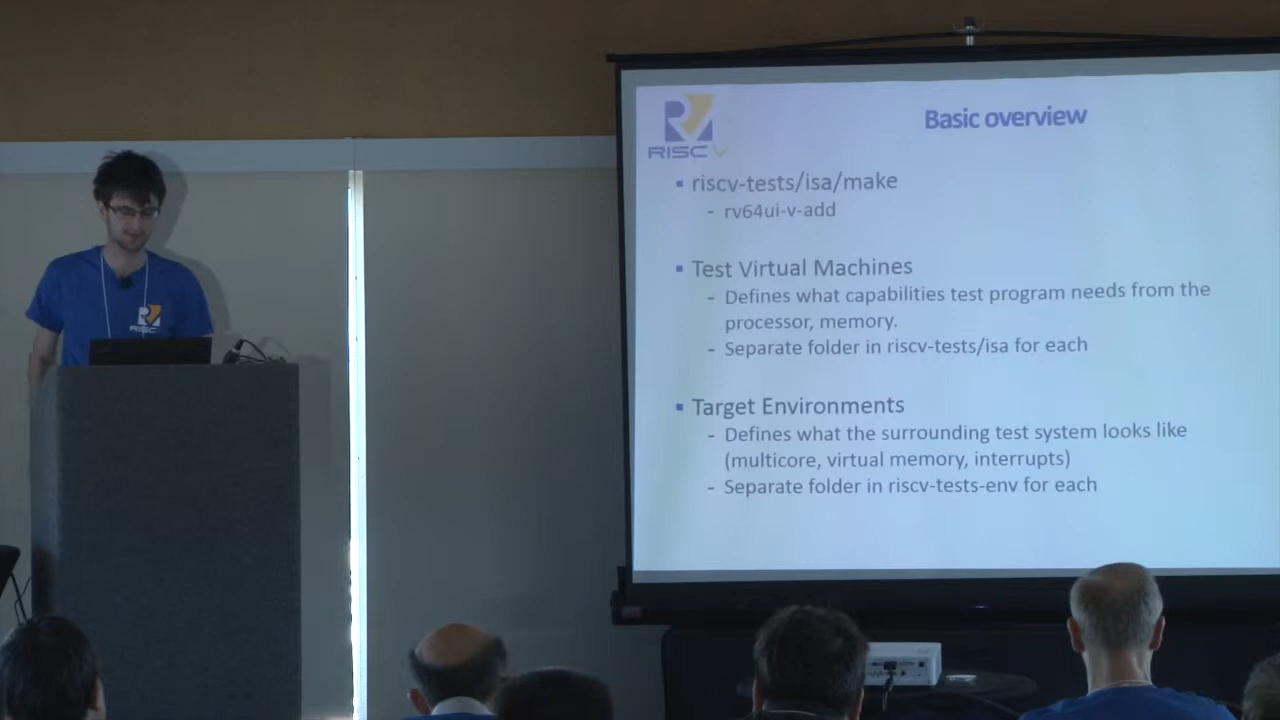 RISC V
Basic overview
riscv-tests/isa/make
- rv64ui-v-add
Test Virtual Machines
- Defines what capabilities test program needs from the
processor, memory.
- Separate folder in riscv-tests/isa for each
Target Environments
- Defines what the surrounding test system looks like
(multicore, virtual memory, interrupts)
- Separate folder in riscv-tests-env for each
RISC